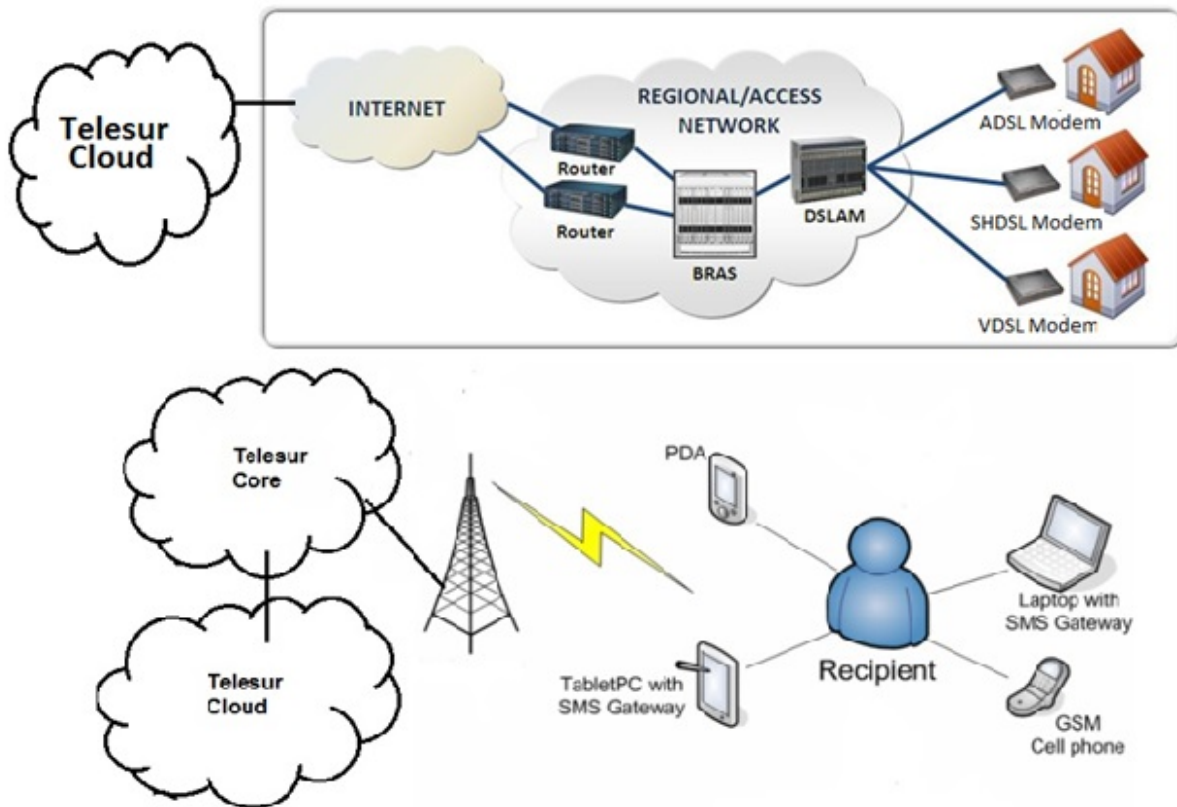 Telesur
Cloud
INTERNET
REGIONAL/ACCESS
NETWORK
Router
Router
BRAS
DSLAM
ADSL Modem
SHDSL Modem
VDSL Modem
Telesur
Core
Telesur
Cloud
PDA
TabletPC with
SMS Gateway
Recipient
Laptop with
SMS Gateway
GSM
Cell phone